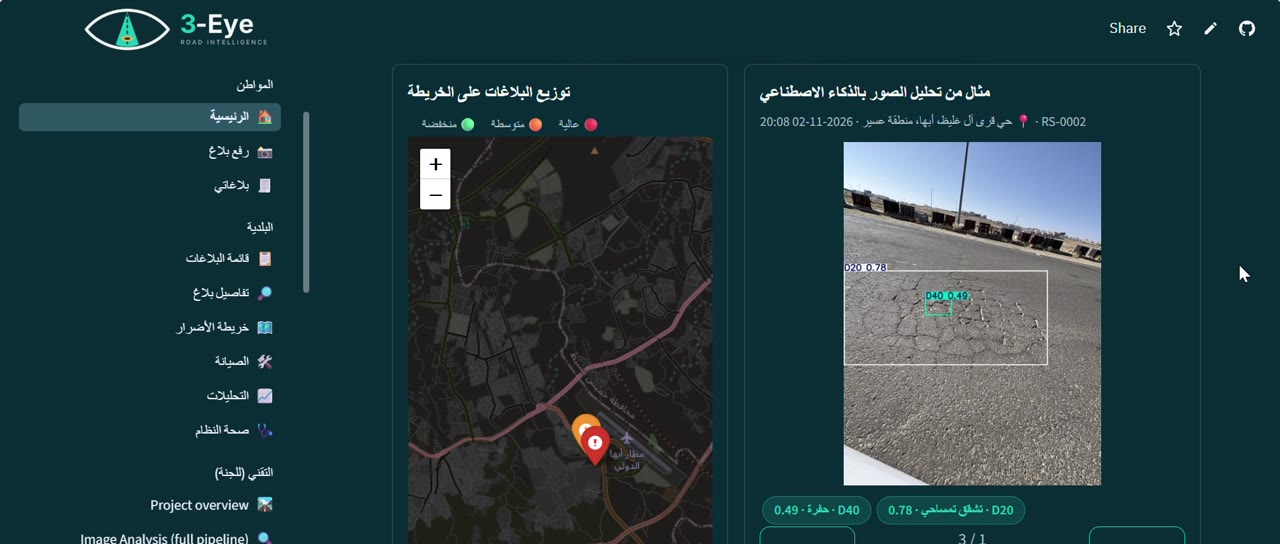 3-Eye
ROAD INTELLIGENCE
Share
المواطن
الرئيسية
رفع بلاغ
بلاغاتي
البلدية
قائمة البلاغات
تفاصيل بلاغ
خريطة الأضرار
الصيانة
التحليلات
صحة النظام
التقني (للجنة)
Project overview
Image Analysis (full pipeline)
مثال من تحليل الصور بالذكاء الاصطناعي
RS-0002 · حي قرى آل غليظ، أبها، منطقة عسير · 2026-11-02 20:08
D20 0.78
D40 0.49
D20 · تشقق تمساحي · 0.78
D40 · حفرة · 0.49
3 / 1
توزيع البلاغات على الخريطة
عالية
متوسطة
منخفضة
+
−
محافظة خميس مشيط
مطار أبها
الدولي